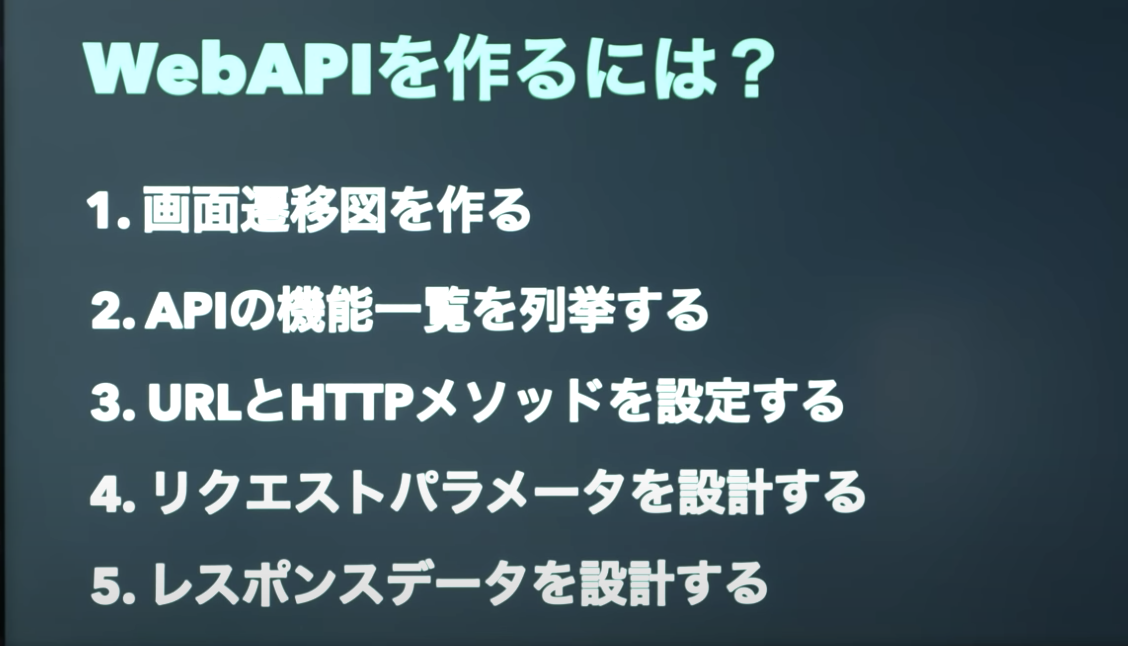 WebAPIを作るには？
1. 画面遷移図を作る
2. APIの機能一覧を列挙する
3. URLとHTTPメソッドを設定する
4. リクエストパラメータを設計する
5. レスポンスデータを設計する